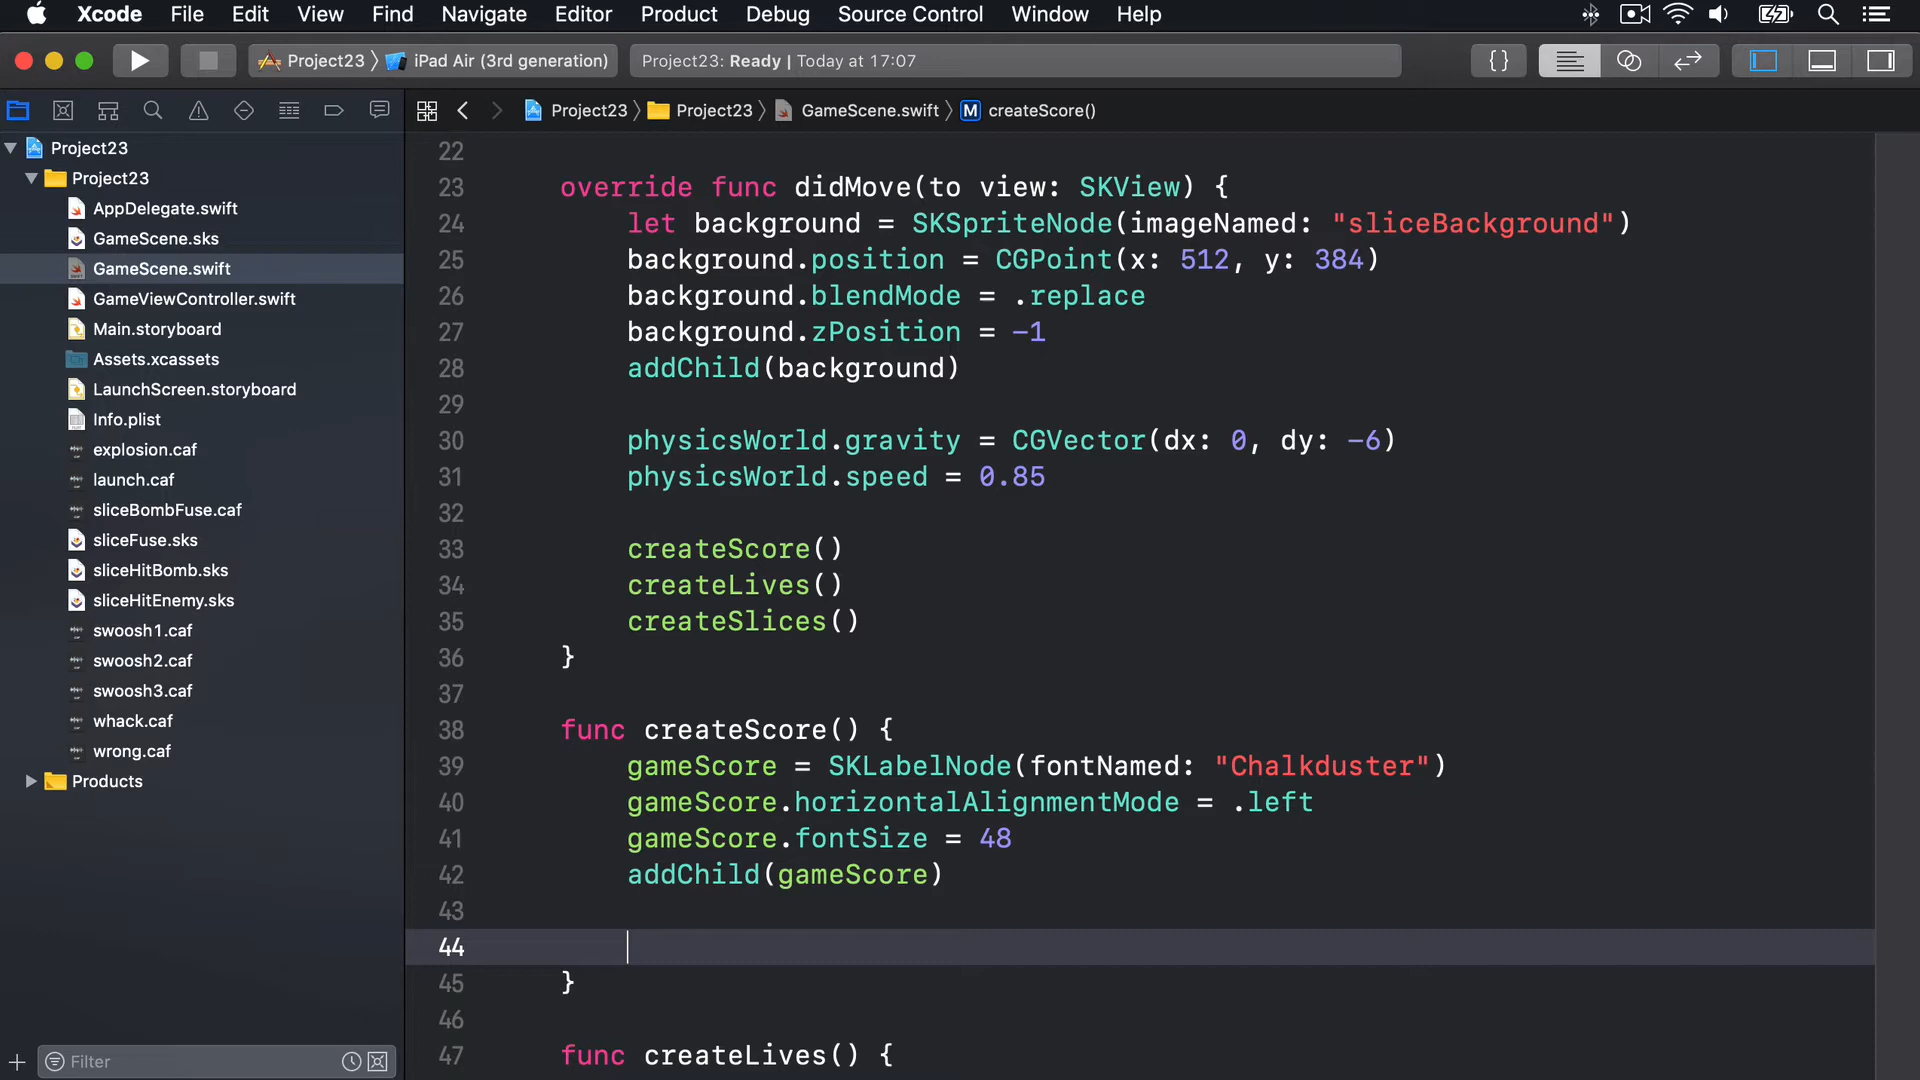 Xcode File Edit View Find Navigate Editor Product Debug Source Control Window Help
Project23 iPad Air (3rd generation) Project23: Ready | Today at 17:07 {}
Project23 Project23 GameScene.swift M createScore()
Project23
Project23
AppDelegate.swift
GameScene.sks
GameScene.swift
GameViewController.swift
Main.storyboard
Assets.xcassets
LaunchScreen.storyboard
Info.plist
explosion.caf
launch.caf
sliceBombFuse.caf
sliceFuse.sks
sliceHitBomb.sks
sliceHitEnemy.sks
swoosh1.caf
swoosh2.caf
swoosh3.caf
whack.caf
wrong.caf
Products
Filter
22
23 override func didMove(to view: SKView) {
24 let background = SKSpriteNode(imageNamed: "sliceBackground")
25 background.position = CGPoint(x: 512, y: 384)
26 background.blendMode = .replace
27 background.zPosition = -1
28 addChild(background)
29
30 physicsWorld.gravity = CGVector(dx: 0, dy: -6)
31 physicsWorld.speed = 0.85
32
33 createScore()
34 createLives()
35 createSlices()
36 }
37
38 func createScore() {
39 gameScore = SKLabelNode(fontNamed: "Chalkduster")
40 gameScore.horizontalAlignmentMode = .left
41 gameScore.fontSize = 48
42 addChild(gameScore)
43
44
45 }
46
47 func createLives() {